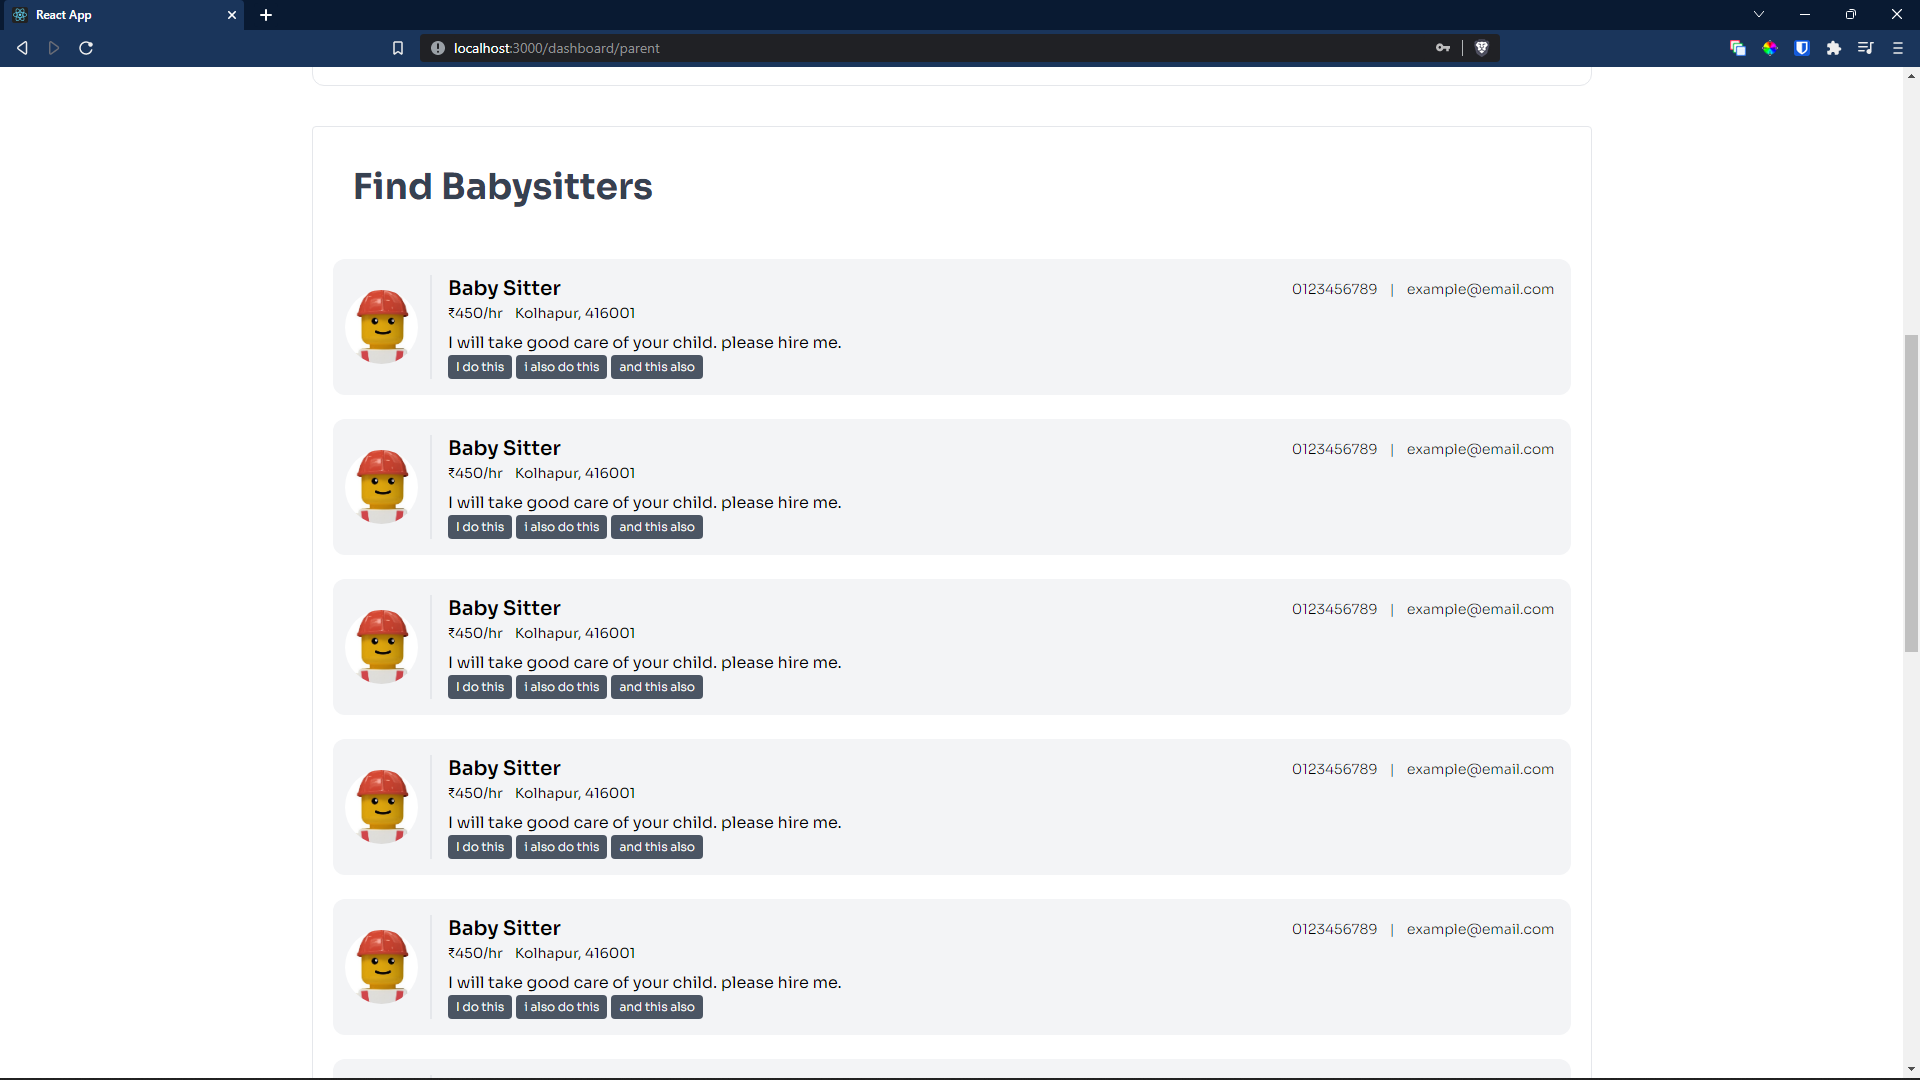 React App
localhost:3000/dashboard/parent
Find Babysitters
Baby Sitter
0123456789 | example@email.com
₹450/hr Kolhapur, 416001
I will take good care of your child. please hire me.
I do this i also do this and this also
Baby Sitter
0123456789 | example@email.com
₹450/hr Kolhapur, 416001
I will take good care of your child. please hire me.
I do this i also do this and this also
Baby Sitter
0123456789 | example@email.com
₹450/hr Kolhapur, 416001
I will take good care of your child. please hire me.
I do this i also do this and this also
Baby Sitter
0123456789 | example@email.com
₹450/hr Kolhapur, 416001
I will take good care of your child. please hire me.
I do this i also do this and this also
Baby Sitter
0123456789 | example@email.com
₹450/hr Kolhapur, 416001
I will take good care of your child. please hire me.
I do this i also do this and this also